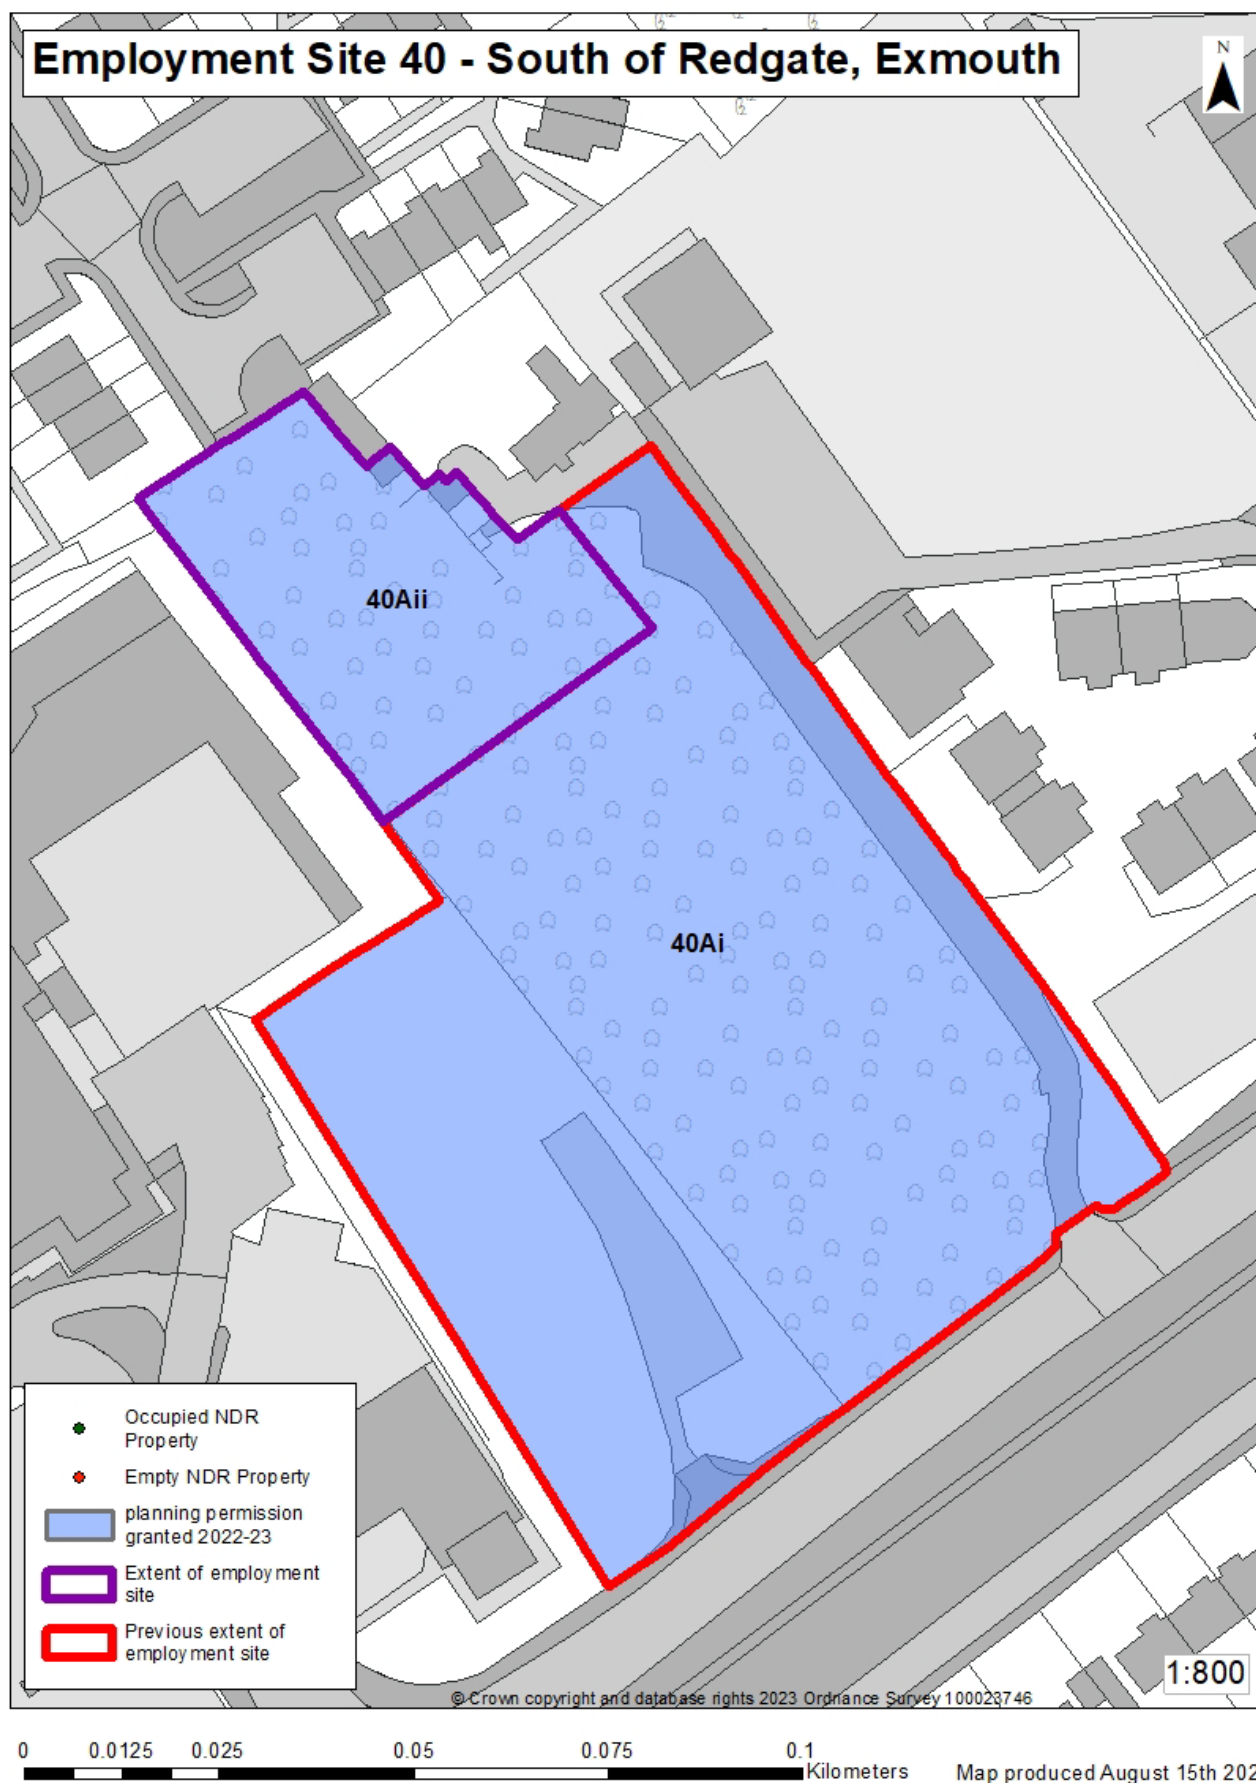 Employment Site 40 - South of Redgate, Exmouth
N
40Aii
40Ai
Occupied NDR
Property
Empty NDR Property
planning permission
granted 2022-23
Extent of employment
site
Previous extent of
employment site
1:800
© Crown copyright and database rights 2023 Ordnance Survey 100023746
0 0.0125 0.025 0.05 0.075 0.1
Kilometers
Map produced August 15th 202